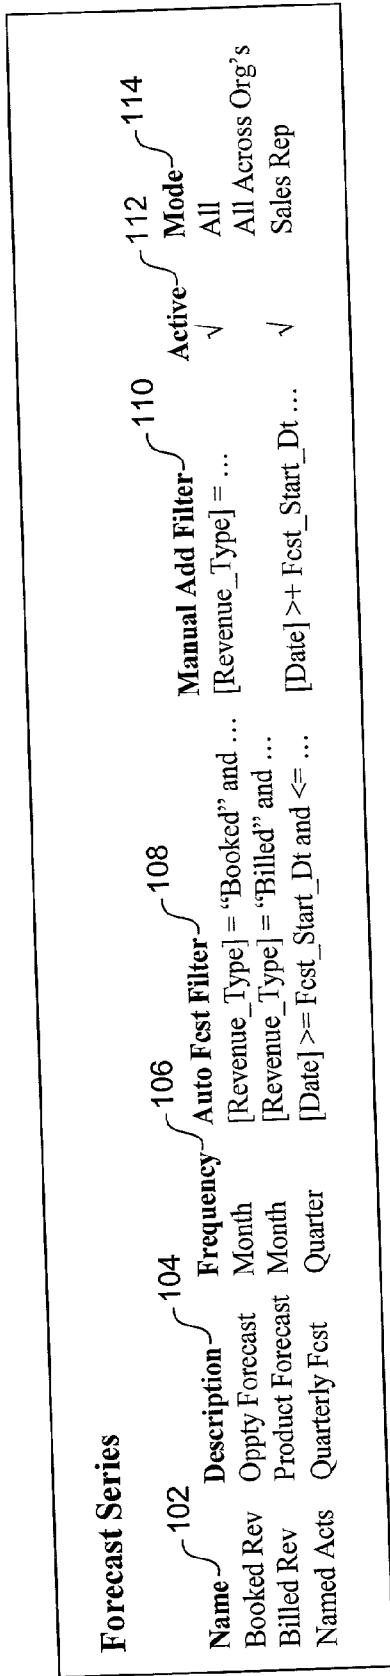 Forecast Series
102 104 106 108 110 112 114
Name Description Frequency Auto Fcst Filter Manual Add Filter Active Mode
Booked Rev Oppty Forecast Month [Revenue_Type] = “Booked” and … [Revenue_Type] = … √ All
Billed Rev Product Forecast Month [Revenue_Type] = “Billed” and … All Across Org's
Named Acts Quarterly Fcst Quarter [Date] >= Fcst_Start_Dt and <= … [Date] >+ Fcst_Start_Dt … √ Sales Rep